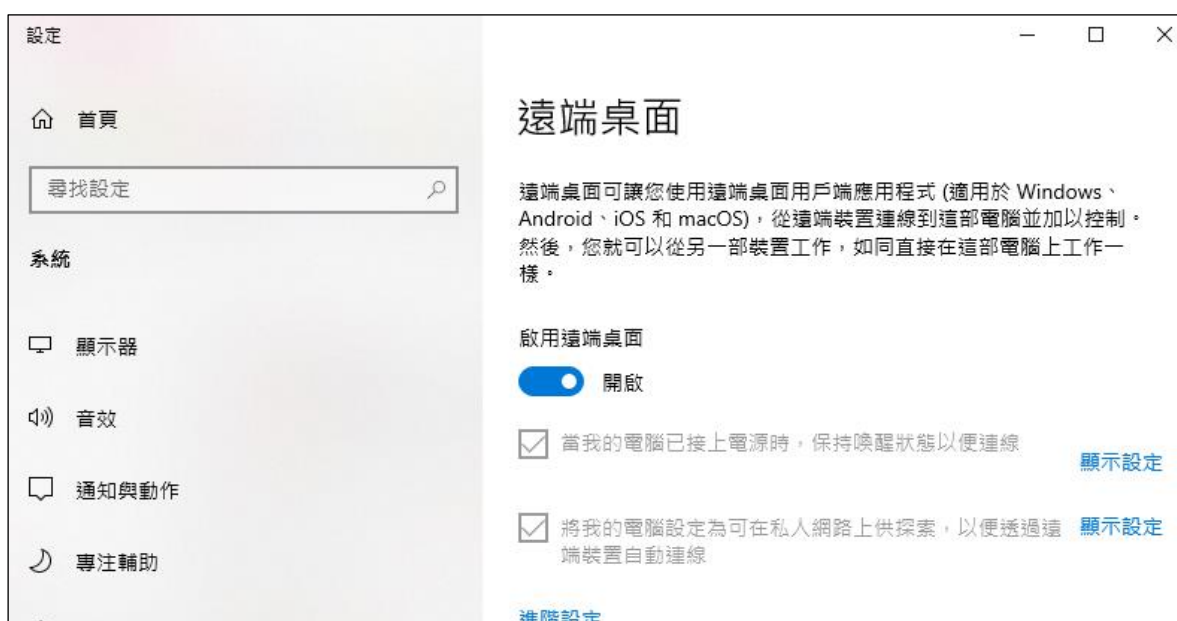 設定
首頁
尋找設定
系統
顯示器
音效
通知與動作
專注輔助
遠端桌面
遠端桌面可讓您使用遠端桌面用戶端應用程式 (適用於 Windows、
Android、iOS 和 macOS)，從遠端裝置連線到這部電腦並加以控制。
然後，您就可以從另一部裝置工作，如同直接在這部電腦上工作一
樣。
啟用遠端桌面
開啟
當我的電腦已接上電源時，保持喚醒狀態以便連線
顯示設定
將我的電腦設定為可在私人網路上供探索，以便透過遠
端裝置自動連線
顯示設定
進階設定